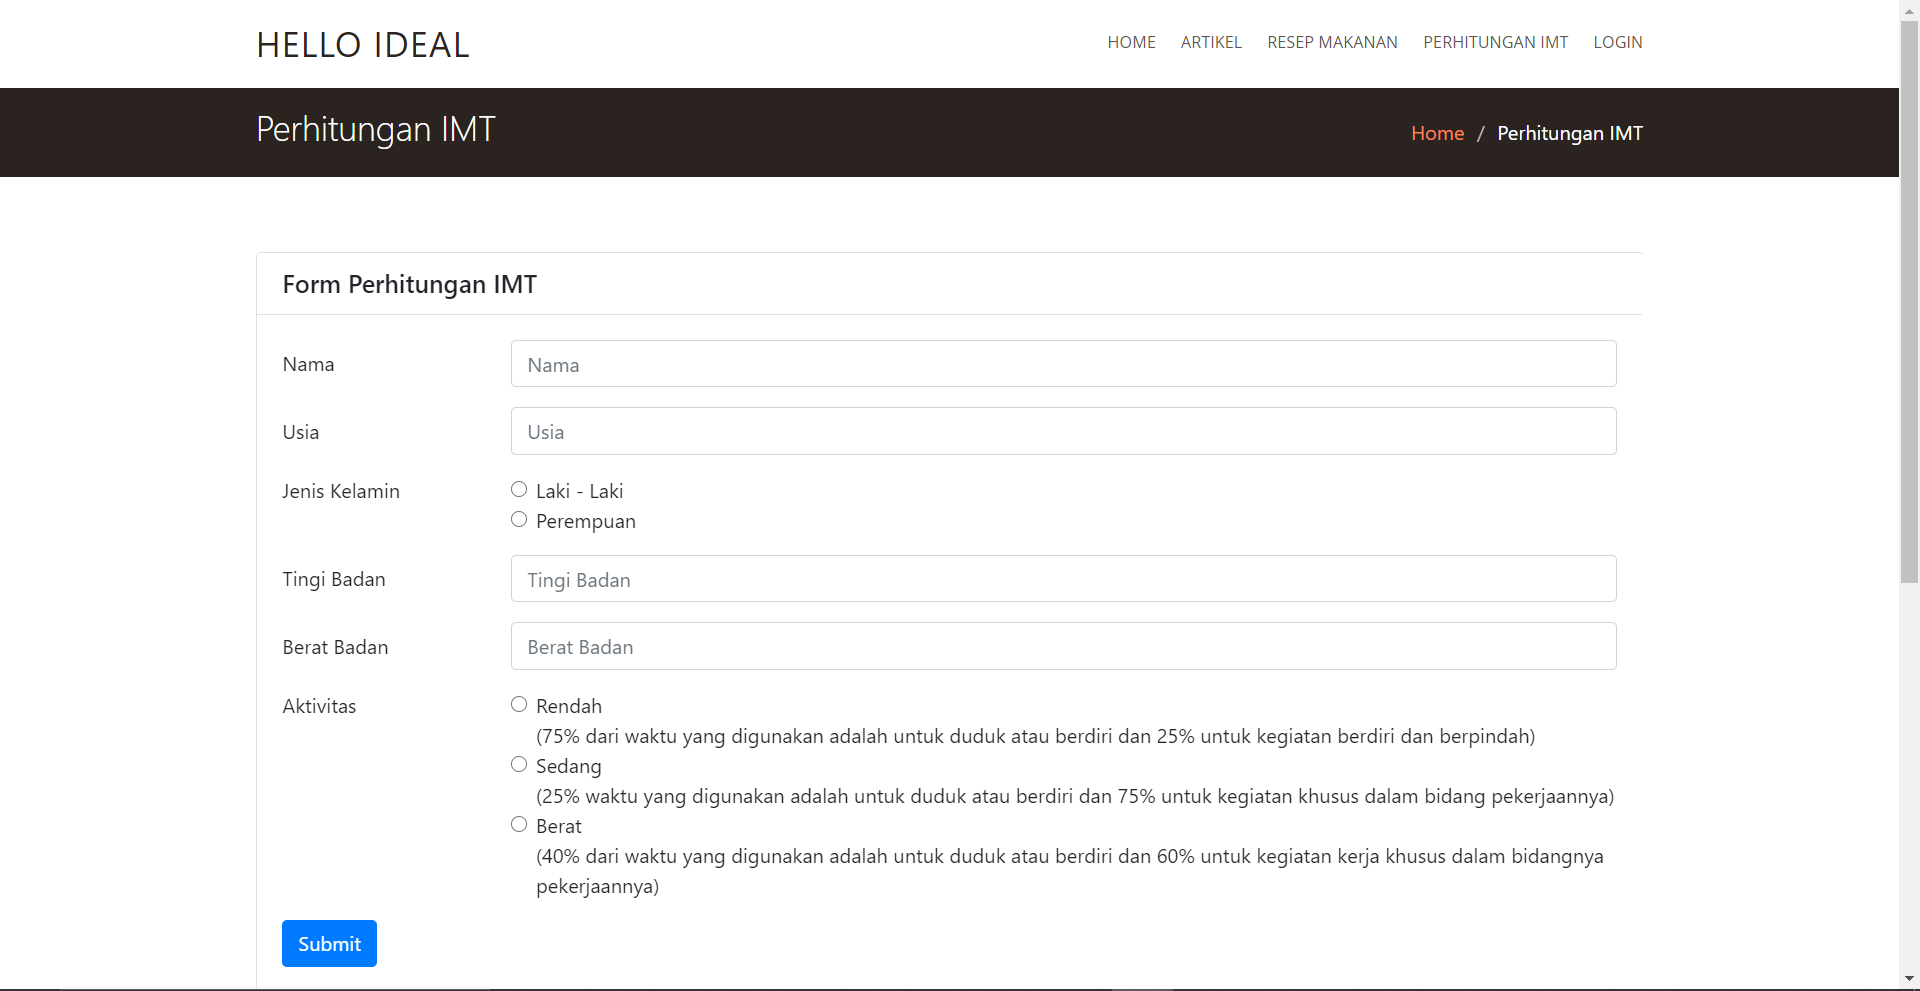 HELLO IDEAL
HOME ARTIKEL RESEP MAKANAN PERHITUNGAN IMT LOGIN
Perhitungan IMT
Home / Perhitungan IMT
Form Perhitungan IMT
Nama
Nama
Usia
Usia
Jenis Kelamin
Laki - Laki
Perempuan
Tingi Badan
Tingi Badan
Berat Badan
Berat Badan
Aktivitas
Rendah
(75% dari waktu yang digunakan adalah untuk duduk atau berdiri dan 25% untuk kegiatan berdiri dan berpindah)
Sedang
(25% waktu yang digunakan adalah untuk duduk atau berdiri dan 75% untuk kegiatan khusus dalam bidang pekerjaannya)
Berat
(40% dari waktu yang digunakan adalah untuk duduk atau berdiri dan 60% untuk kegiatan kerja khusus dalam bidangnya
pekerjaannya)
Submit